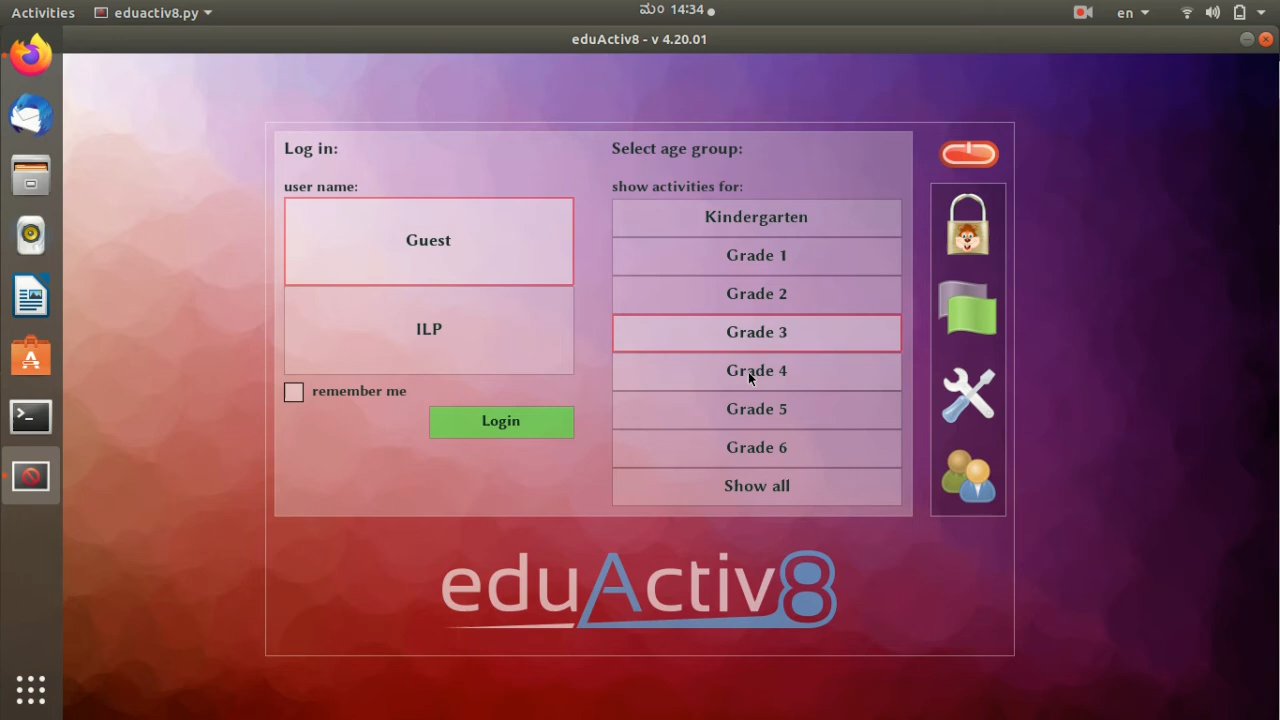 Activities
eduactiv8.py
ಮಂಗ 14:34
en
eduActiv8 - v 4.20.01
Log in:
user name:
Guest
ILP
remember me
Login
Select age group:
show activities for:
Kindergarten
Grade 1
Grade 2
Grade 3
Grade 4
Grade 5
Grade 6
Show all
eduActiv8